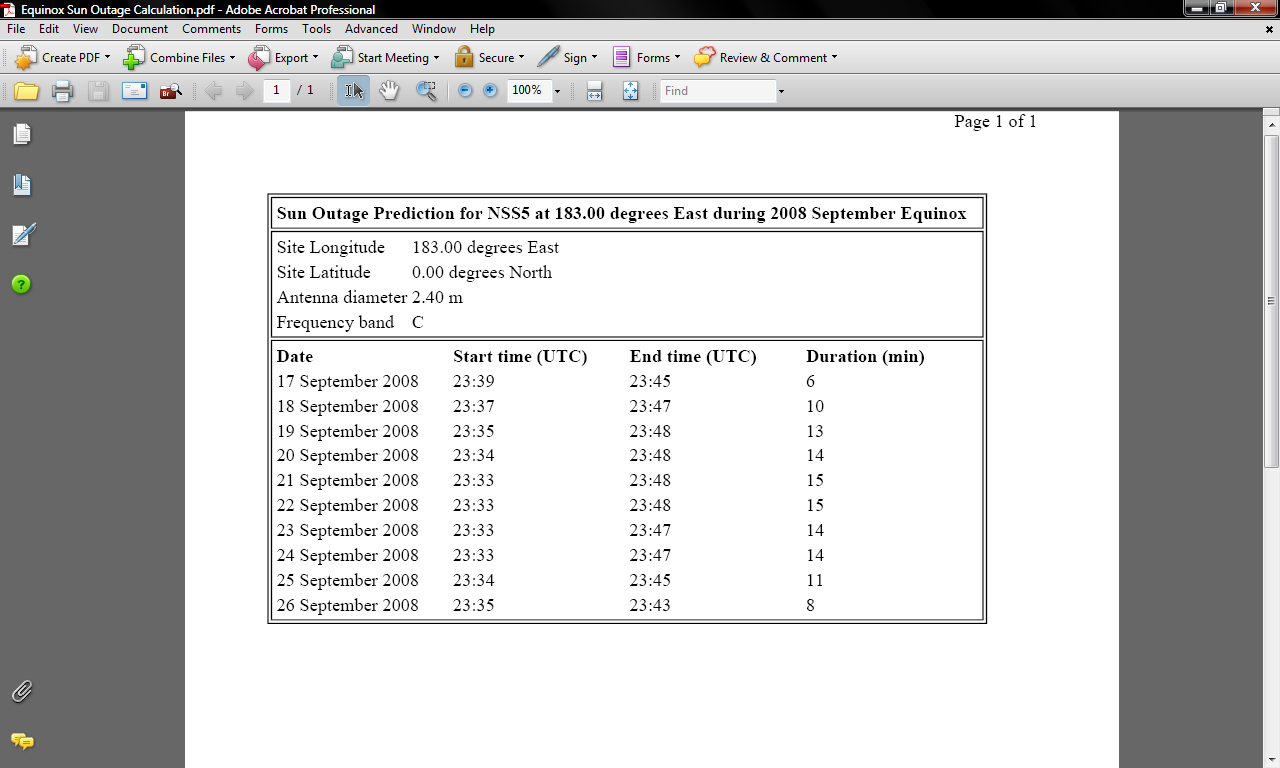 Equinox Sun Outage Calculation.pdf - Adobe Acrobat Professional
File Edit View Document Comments Forms Tools Advanced Window Help
Create PDF Combine Files Export Start Meeting Secure Sign Forms Review & Comment
1 / 1 100% Find
Page 1 of 1
Sun Outage Prediction for NSS5 at 183.00 degrees East during 2008 September Equinox
Site Longitude 183.00 degrees East
Site Latitude 0.00 degrees North
Antenna diameter 2.40 m
Frequency band C
Date Start time (UTC) End time (UTC) Duration (min)
17 September 2008 23:39 23:45 6
18 September 2008 23:37 23:47 10
19 September 2008 23:35 23:48 13
20 September 2008 23:34 23:48 14
21 September 2008 23:33 23:48 15
22 September 2008 23:33 23:48 15
23 September 2008 23:33 23:47 14
24 September 2008 23:33 23:47 14
25 September 2008 23:34 23:45 11
26 September 2008 23:35 23:43 8